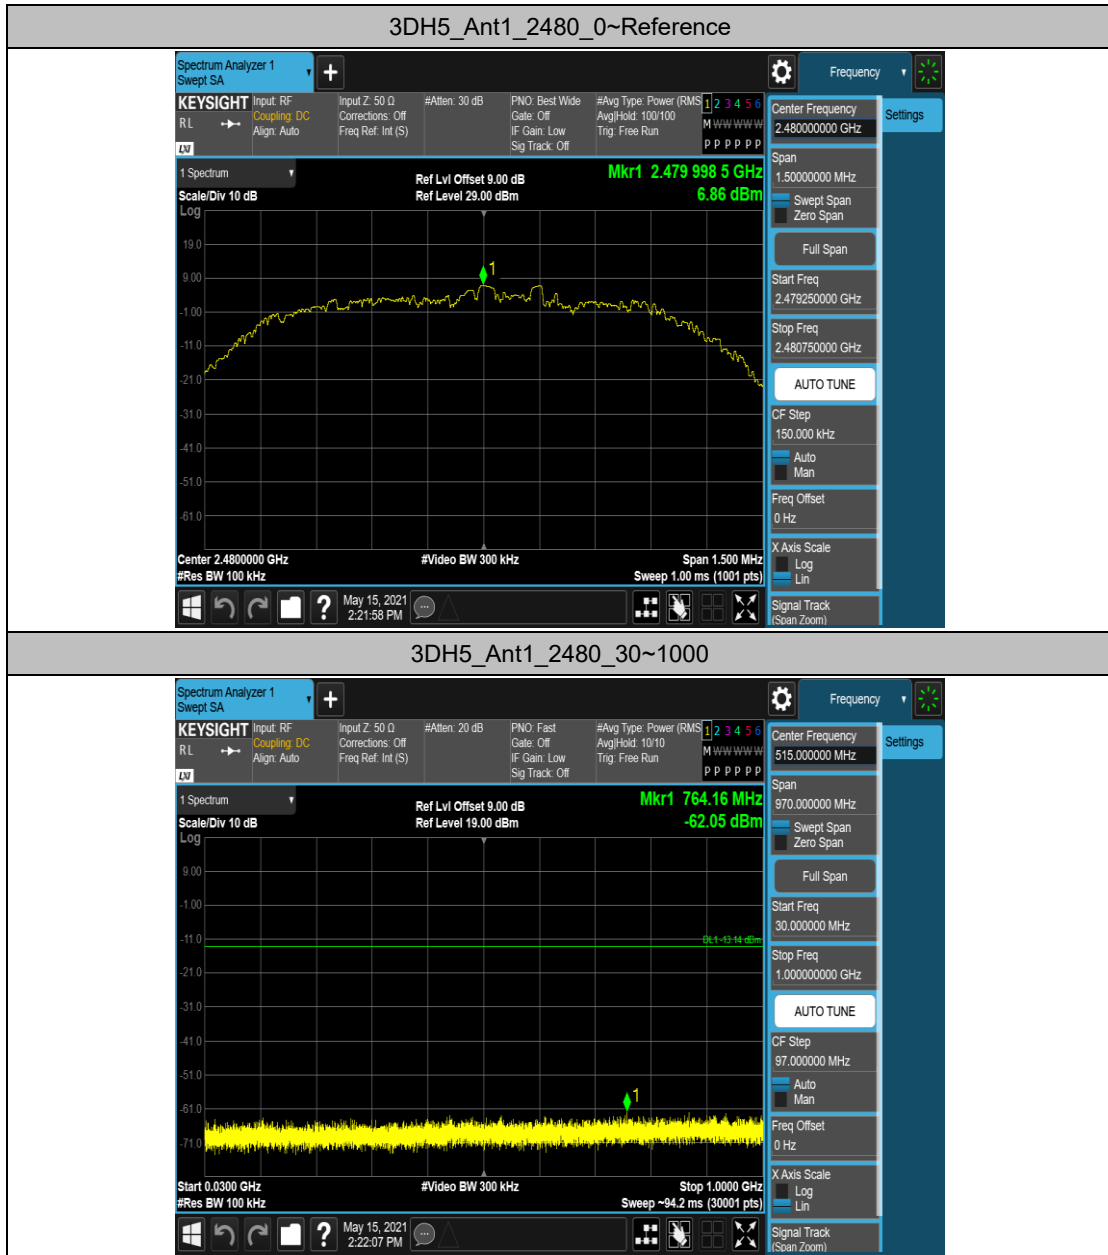 3DH5_Ant1_2480_0~Reference
Spectrum Analyzer 1
Swept SA
Frequency
KEYSIGHT
RL
LXI
Input: RF
Coupling: DC
Align: Auto
Input Z: 50 Ω
Corrections: Off
Freq Ref: Int (S)
#Atten: 30 dB
PNO: Best Wide
Gate: Off
IF Gain: Low
Sig Track: Off
#Avg Type: Power (RMS
Avg|Hold: 100/100
Trig: Free Run
1 2 3 4 5 6
M W W W W W
P P P P P P
Center Frequency
2.480000000 GHz
Settings
Span
1.50000000 MHz
Swept Span
Zero Span
Full Span
Start Freq
2.479250000 GHz
Stop Freq
2.480750000 GHz
AUTO TUNE
CF Step
150.000 kHz
Auto
Man
Freq Offset
0 Hz
X Axis Scale
Log
Lin
Signal Track
(Span Zoom)
1 Spectrum
Scale/Div 10 dB
Log
Ref Lvl Offset 9.00 dB
Ref Level 29.00 dBm
Mkr1 2.479 998 5 GHz
6.86 dBm
1
19.0
9.00
-1.00
-11.0
-21.0
-31.0
-41.0
-51.0
-61.0
Center 2.4800000 GHz
#Video BW 300 kHz
Span 1.500 MHz
#Res BW 100 kHz
Sweep 1.00 ms (1001 pts)
May 15, 2021
2:21:58 PM
3DH5_Ant1_2480_30~1000
Spectrum Analyzer 1
Swept SA
Frequency
KEYSIGHT
RL
LXI
Input: RF
Coupling: DC
Align: Auto
Input Z: 50 Ω
Corrections: Off
Freq Ref: Int (S)
#Atten: 20 dB
PNO: Fast
Gate: Off
IF Gain: Low
Sig Track: Off
#Avg Type: Power (RMS
Avg|Hold: 10/10
Trig: Free Run
1 2 3 4 5 6
M W W W W W
P P P P P P
Center Frequency
515.000000 MHz
Settings
Span
970.000000 MHz
Swept Span
Zero Span
Full Span
Start Freq
30.000000 MHz
Stop Freq
1.000000000 GHz
AUTO TUNE
CF Step
97.000000 MHz
Auto
Man
Freq Offset
0 Hz
X Axis Scale
Log
Lin
Signal Track
(Span Zoom)
1 Spectrum
Scale/Div 10 dB
Log
Ref Lvl Offset 9.00 dB
Ref Level 19.00 dBm
Mkr1 764.16 MHz
-62.05 dBm
9.00
-1.00
-11.0
DL1 -13.14 dBm
-21.0
-31.0
-41.0
-51.0
1
-61.0
-71.0
Start 0.0300 GHz
#Video BW 300 kHz
Stop 1.0000 GHz
#Res BW 100 kHz
Sweep ~94.2 ms (30001 pts)
May 15, 2021
2:22:07 PM